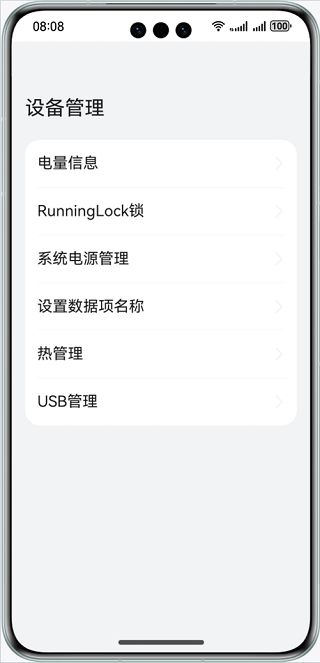 08:08
100
设备管理
电量信息
RunningLock锁
系统电源管理
设置数据项名称
热管理
USB管理